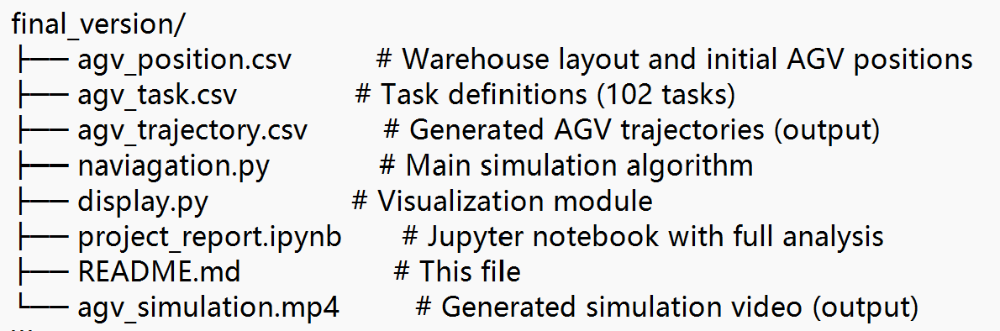 final_version/
├── agv_position.csv # Warehouse layout and initial AGV positions
├── agv_task.csv # Task definitions (102 tasks)
├── agv_trajectory.csv # Generated AGV trajectories (output)
├── naviagation.py # Main simulation algorithm
├── display.py # Visualization module
├── project_report.ipynb # Jupyter notebook with full analysis
├── README.md # This file
└── agv_simulation.mp4 # Generated simulation video (output)